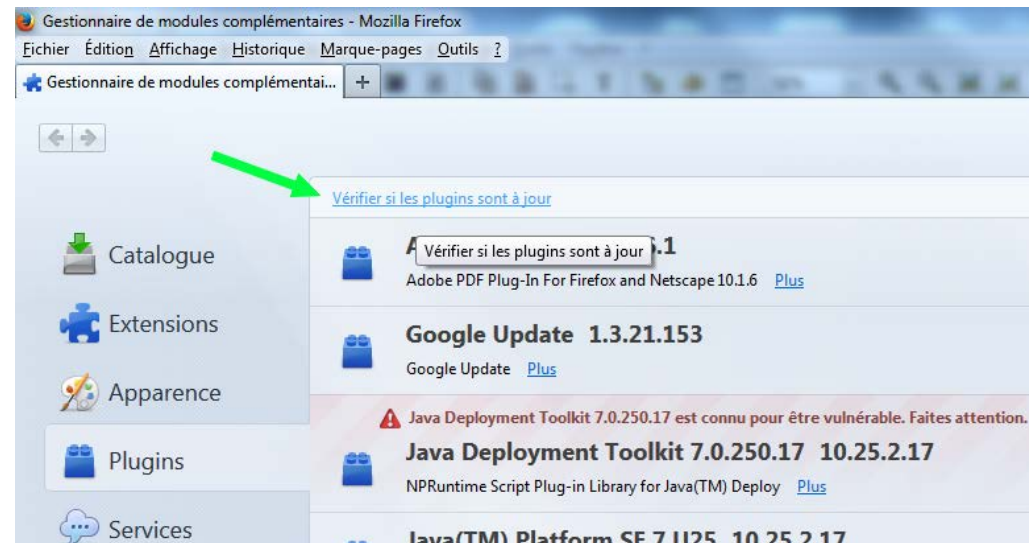 Gestionnaire de modules complémentaires - Mozilla Firefox
Fichier Édition Affichage Historique Marque-pages Outils ?
Gestionnaire de modules complémentai... +
Vérifier si les plugins sont à jour
Catalogue
Extensions
Apparence
Plugins
Services
A .1
Vérifier si les plugins sont à jour
Adobe PDF Plug-In For Firefox and Netscape 10.1.6 Plus
Google Update 1.3.21.153
Google Update Plus
Java Deployment Toolkit 7.0.250.17 est connu pour être vulnérable. Faites attention.
Java Deployment Toolkit 7.0.250.17 10.25.2.17
NPRuntime Script Plug-in Library for Java(TM) Deploy Plus
Java(TM) Platform SE 7 U25 10.25.2.17